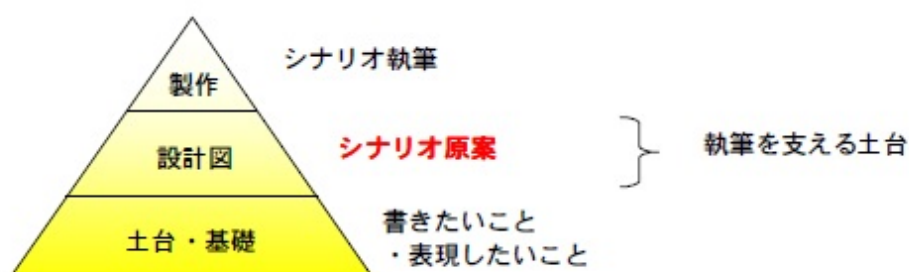 シナリオ執筆
製作
シナリオ原案
設計図
執筆を支える土台
書きたいこと
・表現したいこと
土台・基礎